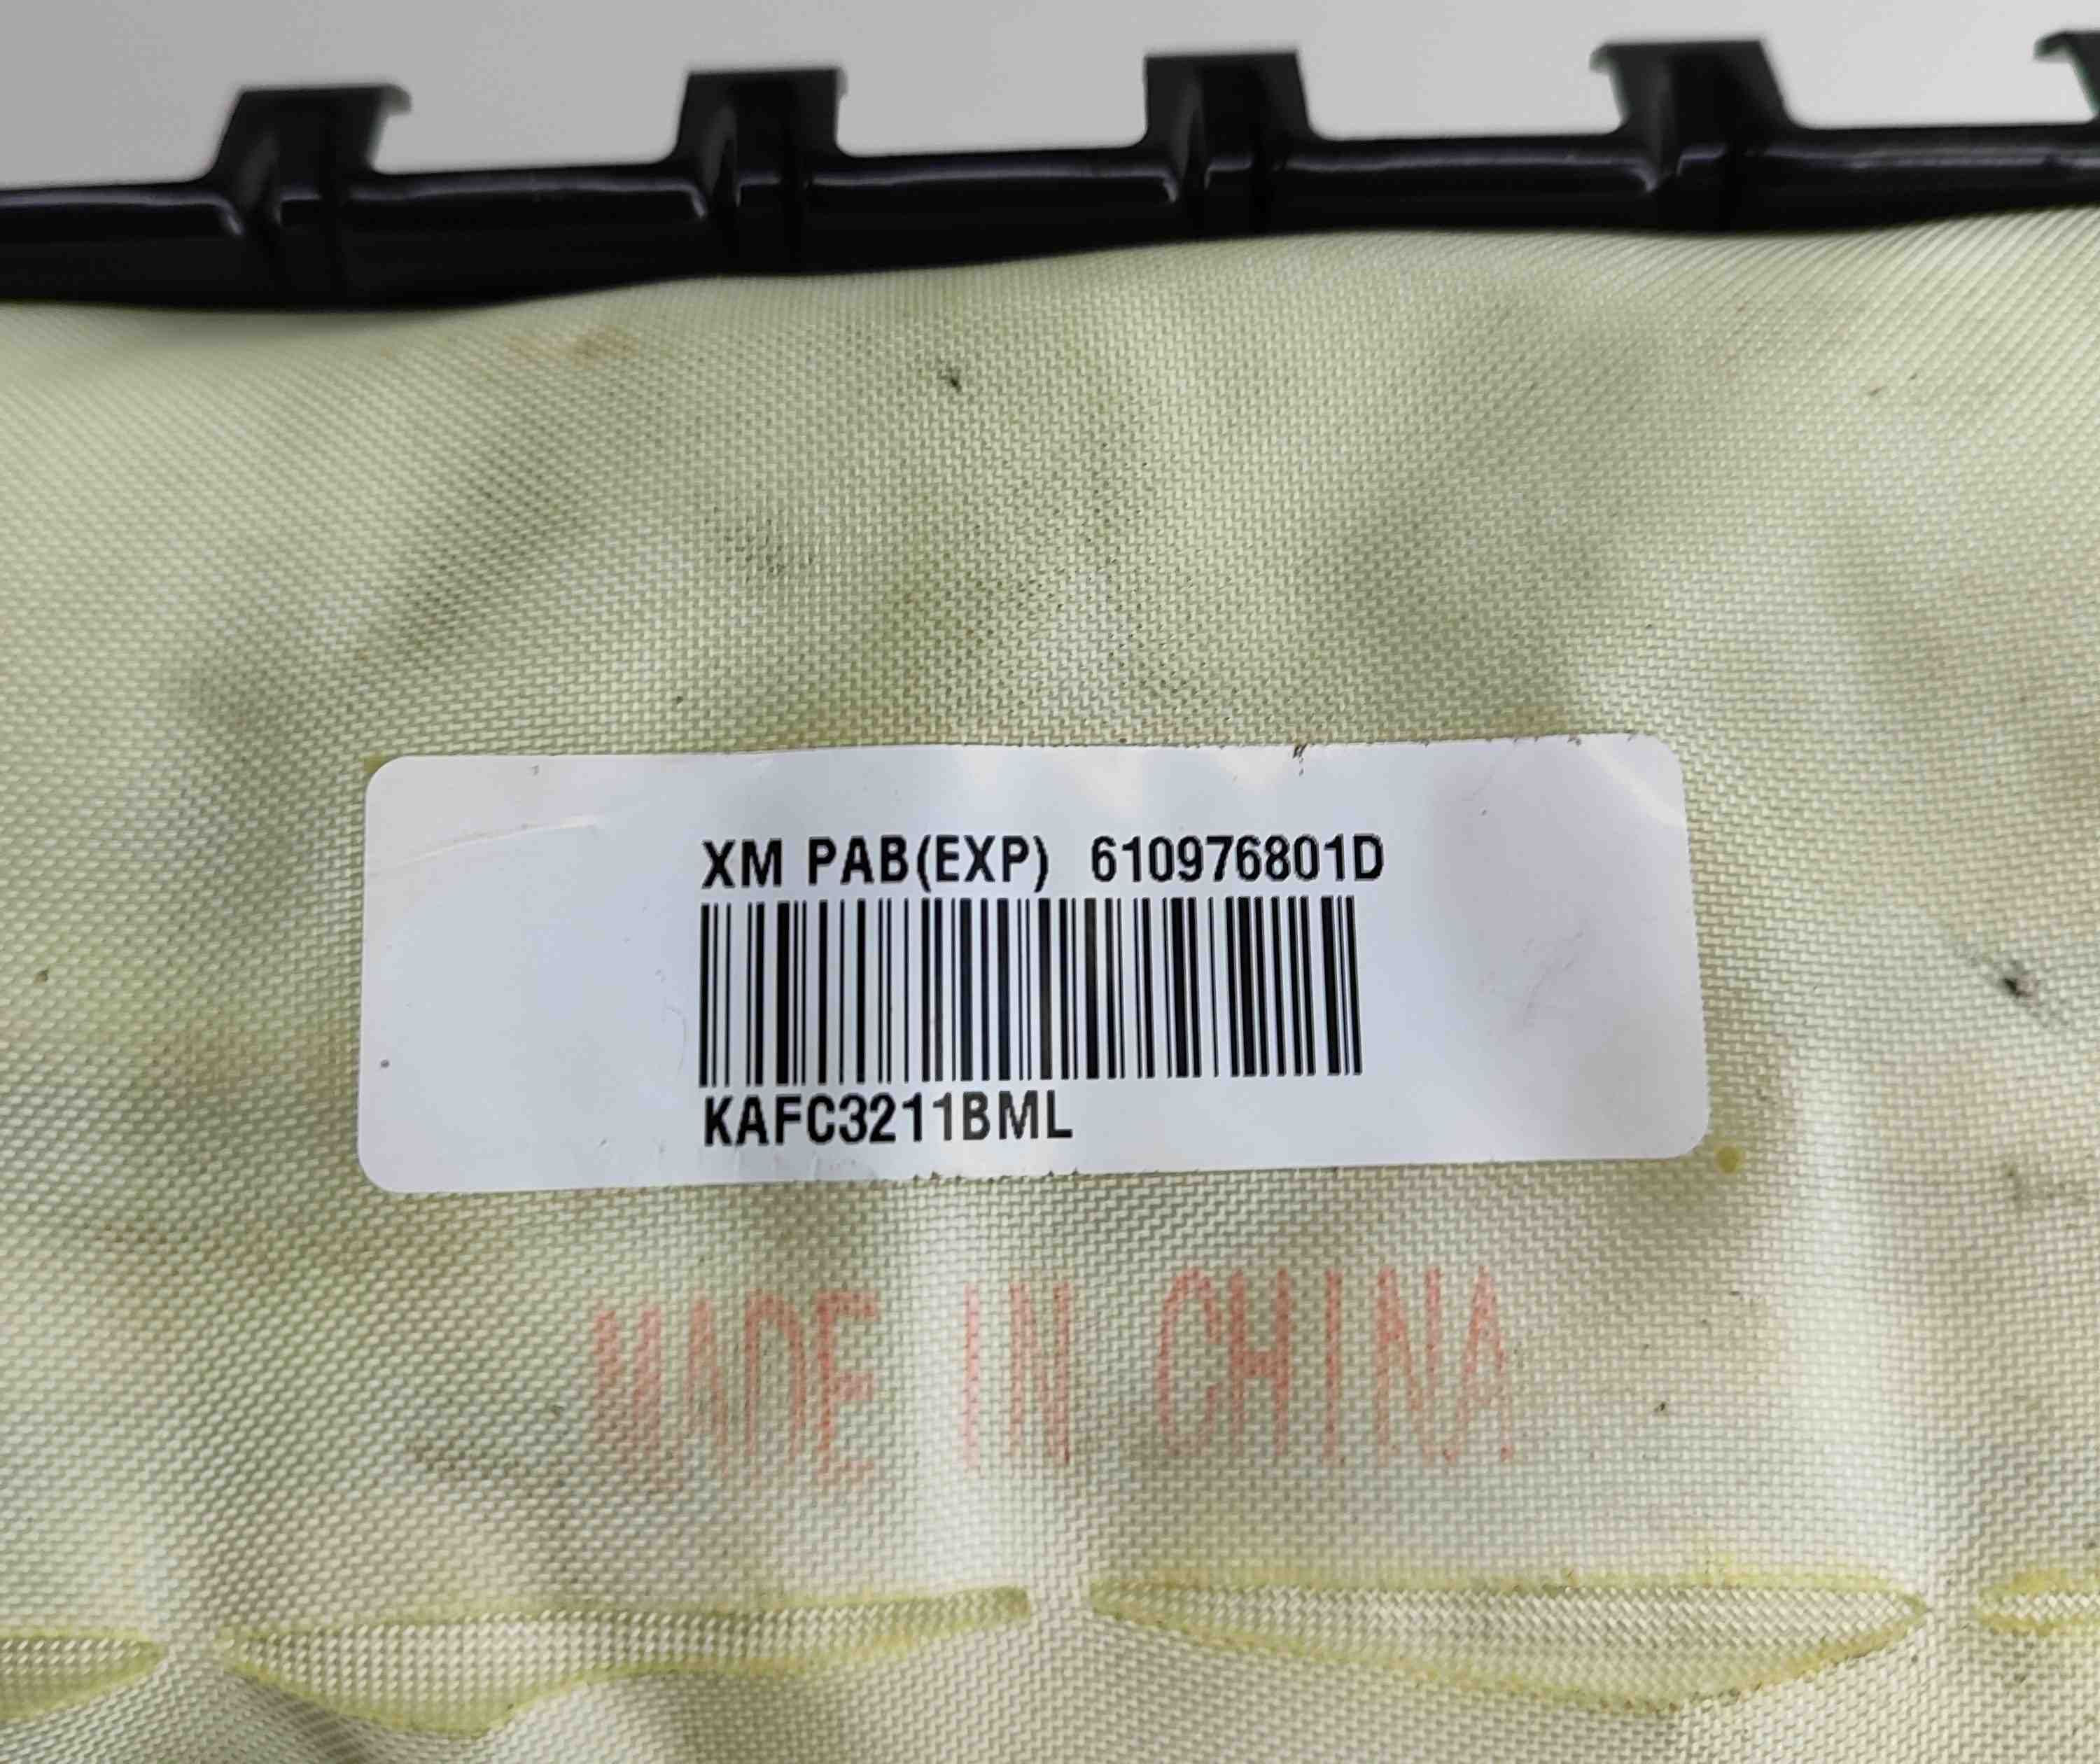 XM PAB(EXP) 610976801D
KAFC3211BML
MADE IN CHINA